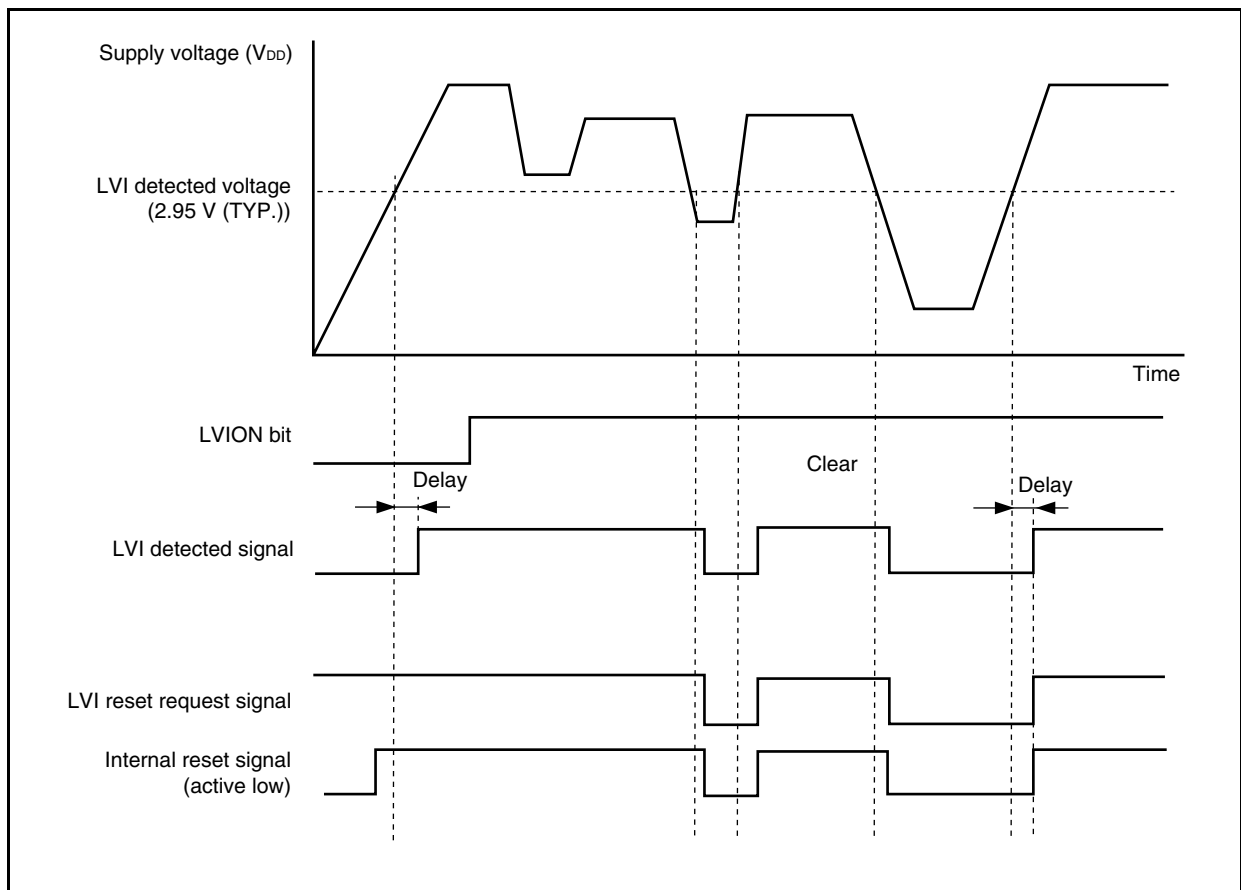 Supply voltage (VDD)
LVI detected voltage
(2.95 V (TYP.))
Time
LVION bit
Clear
Delay
Delay
LVI detected signal
LVI reset request signal
Internal reset signal
(active low)